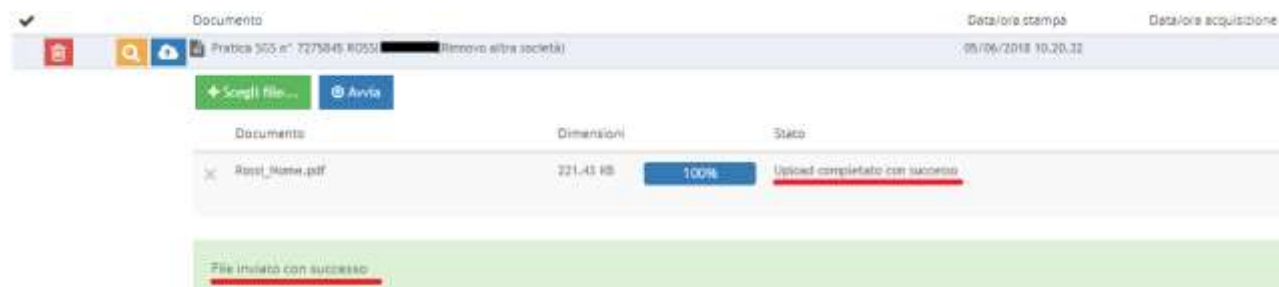 Documento Data/ora stampa Data/ora acquisizione
Pratica SGS n° 7275845 ROSSI (Rinnovo altra società)
05/06/2018 10.20.22
Scegli file... Avvia
Documento Dimensioni Stato
Rossi_Nome.pdf 221.43 KB 100% Upload completato con successo
File inviato con successo